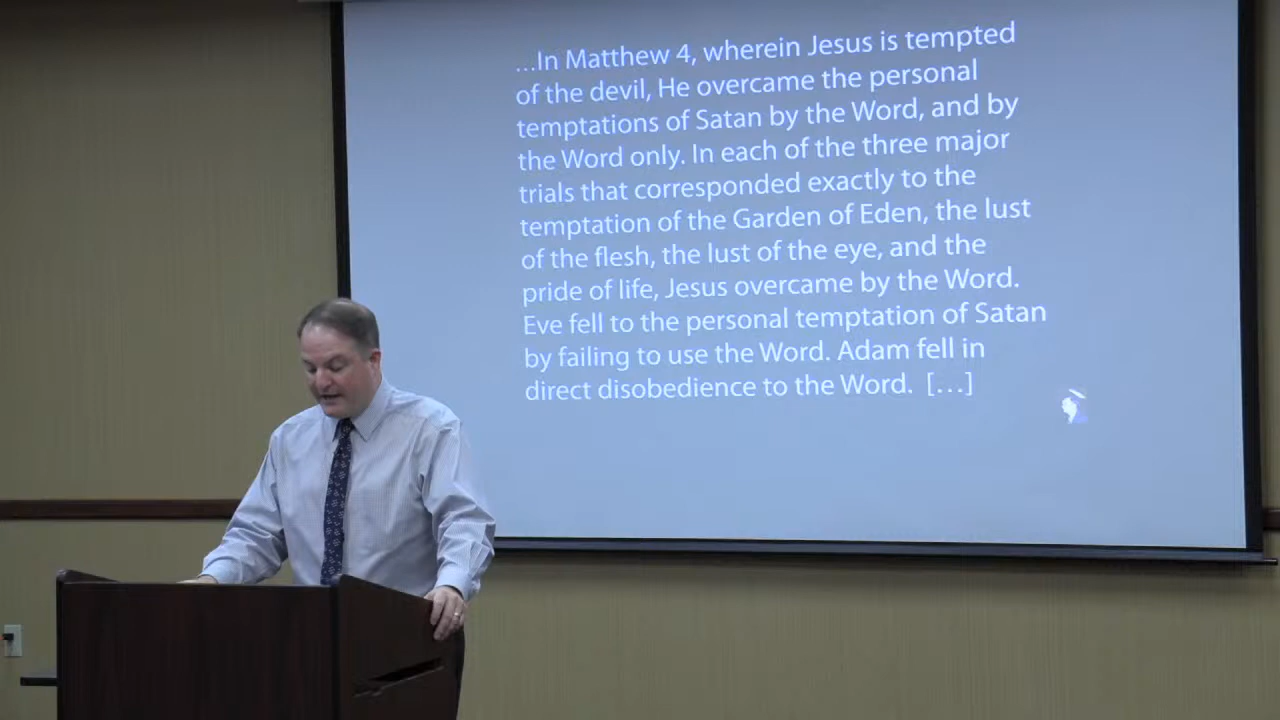 ...In Matthew 4, wherein Jesus is tempted
of the devil, He overcame the personal
temptations of Satan by the Word, and by
the Word only. In each of the three major
trials that corresponded exactly to the
temptation of the Garden of Eden, the lust
of the flesh, the lust of the eye, and the
pride of life, Jesus overcame by the Word.
Eve fell to the personal temptation of Satan
by failing to use the Word. Adam fell in
direct disobedience to the Word. [...]